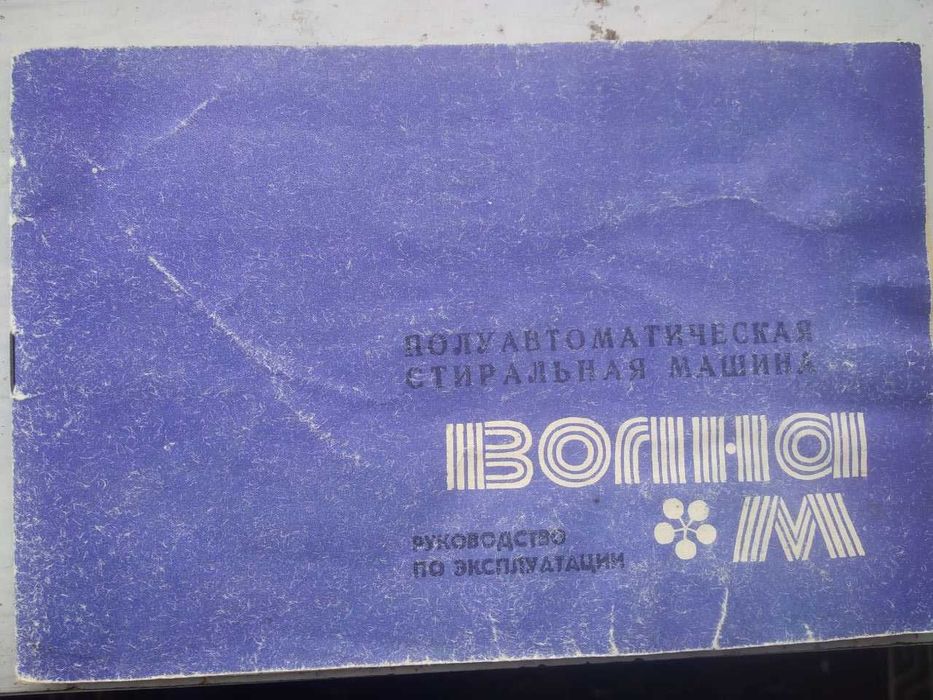 ПОЛУАВТОМАТИЧЕСКАЯ
СТИРАЛЬНАЯ МАШИНА
ВОЛНА
М
РУКОВОДСТВО
ПО ЭКСПЛУАТАЦИИ